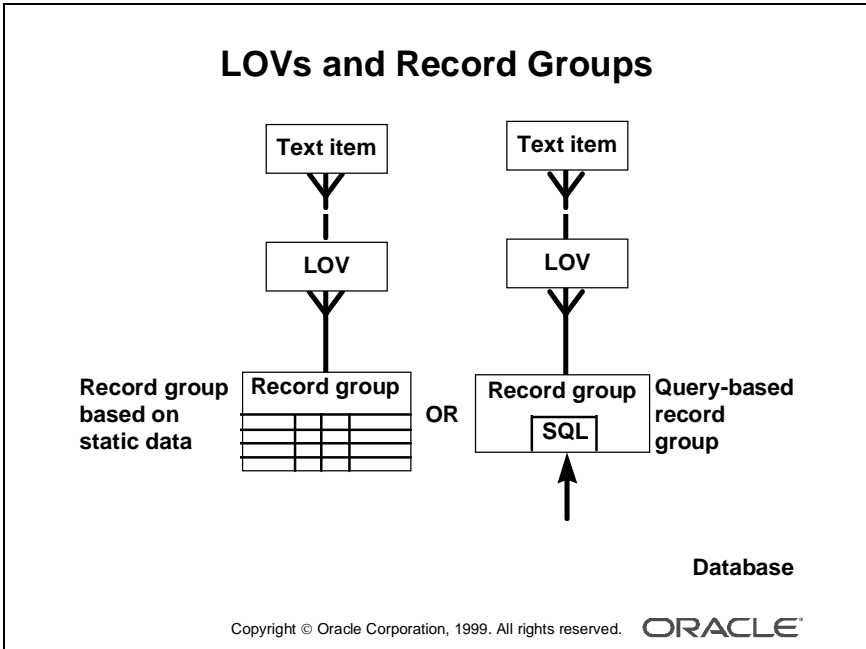 LOVs and Record Groups
Text item
Text item
LOV
LOV
Record group
based on
static data
Record group
OR
Record group
SQL
Query-based
record
group
Database
Copyright © Oracle Corporation, 1999. All rights reserved.
ORACLE®